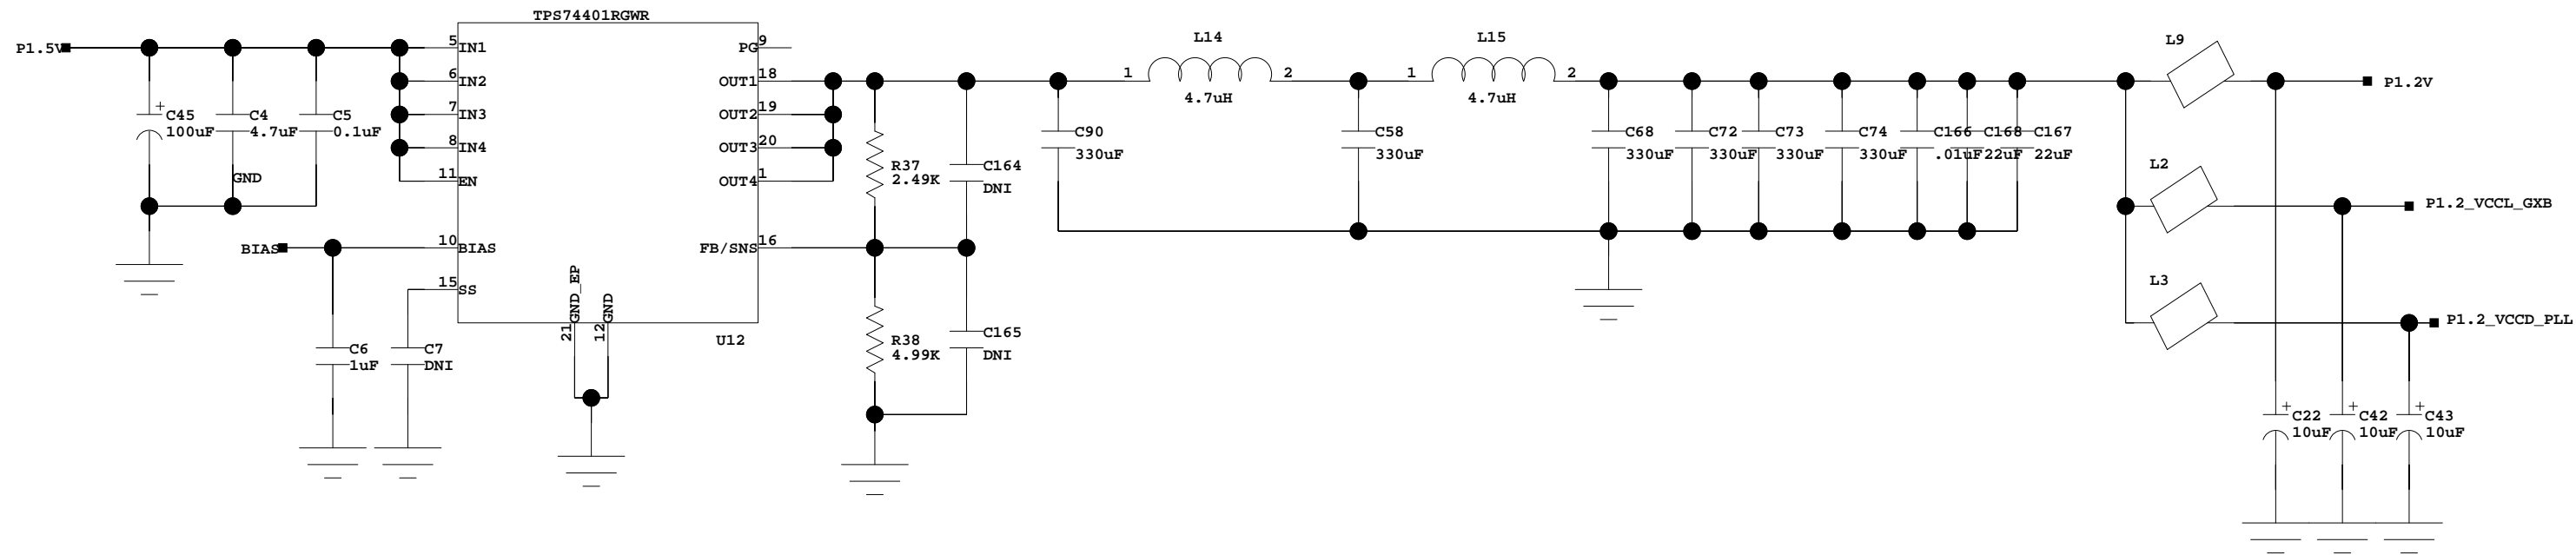 TPS74401RGWR
P1.5V
5 IN1
6 IN2
7 IN3
8 IN4
11 EN
10 BIAS
15 SS
PG 9
OUT1 18
OUT2 19
OUT3 20
OUT4 1
FB/SNS 16
21 GND_EP
12 GND
U12
C45
100uF
C4
4.7uF
C5
0.1uF
GND
BIAS
C6
1uF
C7
DNI
R37
2.49K
C164
DNI
R38
4.99K
C165
DNI
C90
330uF
L14
1 2
4.7uH
C58
330uF
L15
1 2
4.7uH
C68
330uF
C72
330uF
C73
330uF
C74
330uF
C166
.01uF
C168
22uF
C167
22uF
L9
P1.2V
L2
P1.2_VCCL_GXB
L3
P1.2_VCCD_PLL
+ C22
10uF
+ C42
10uF
+ C43
10uF